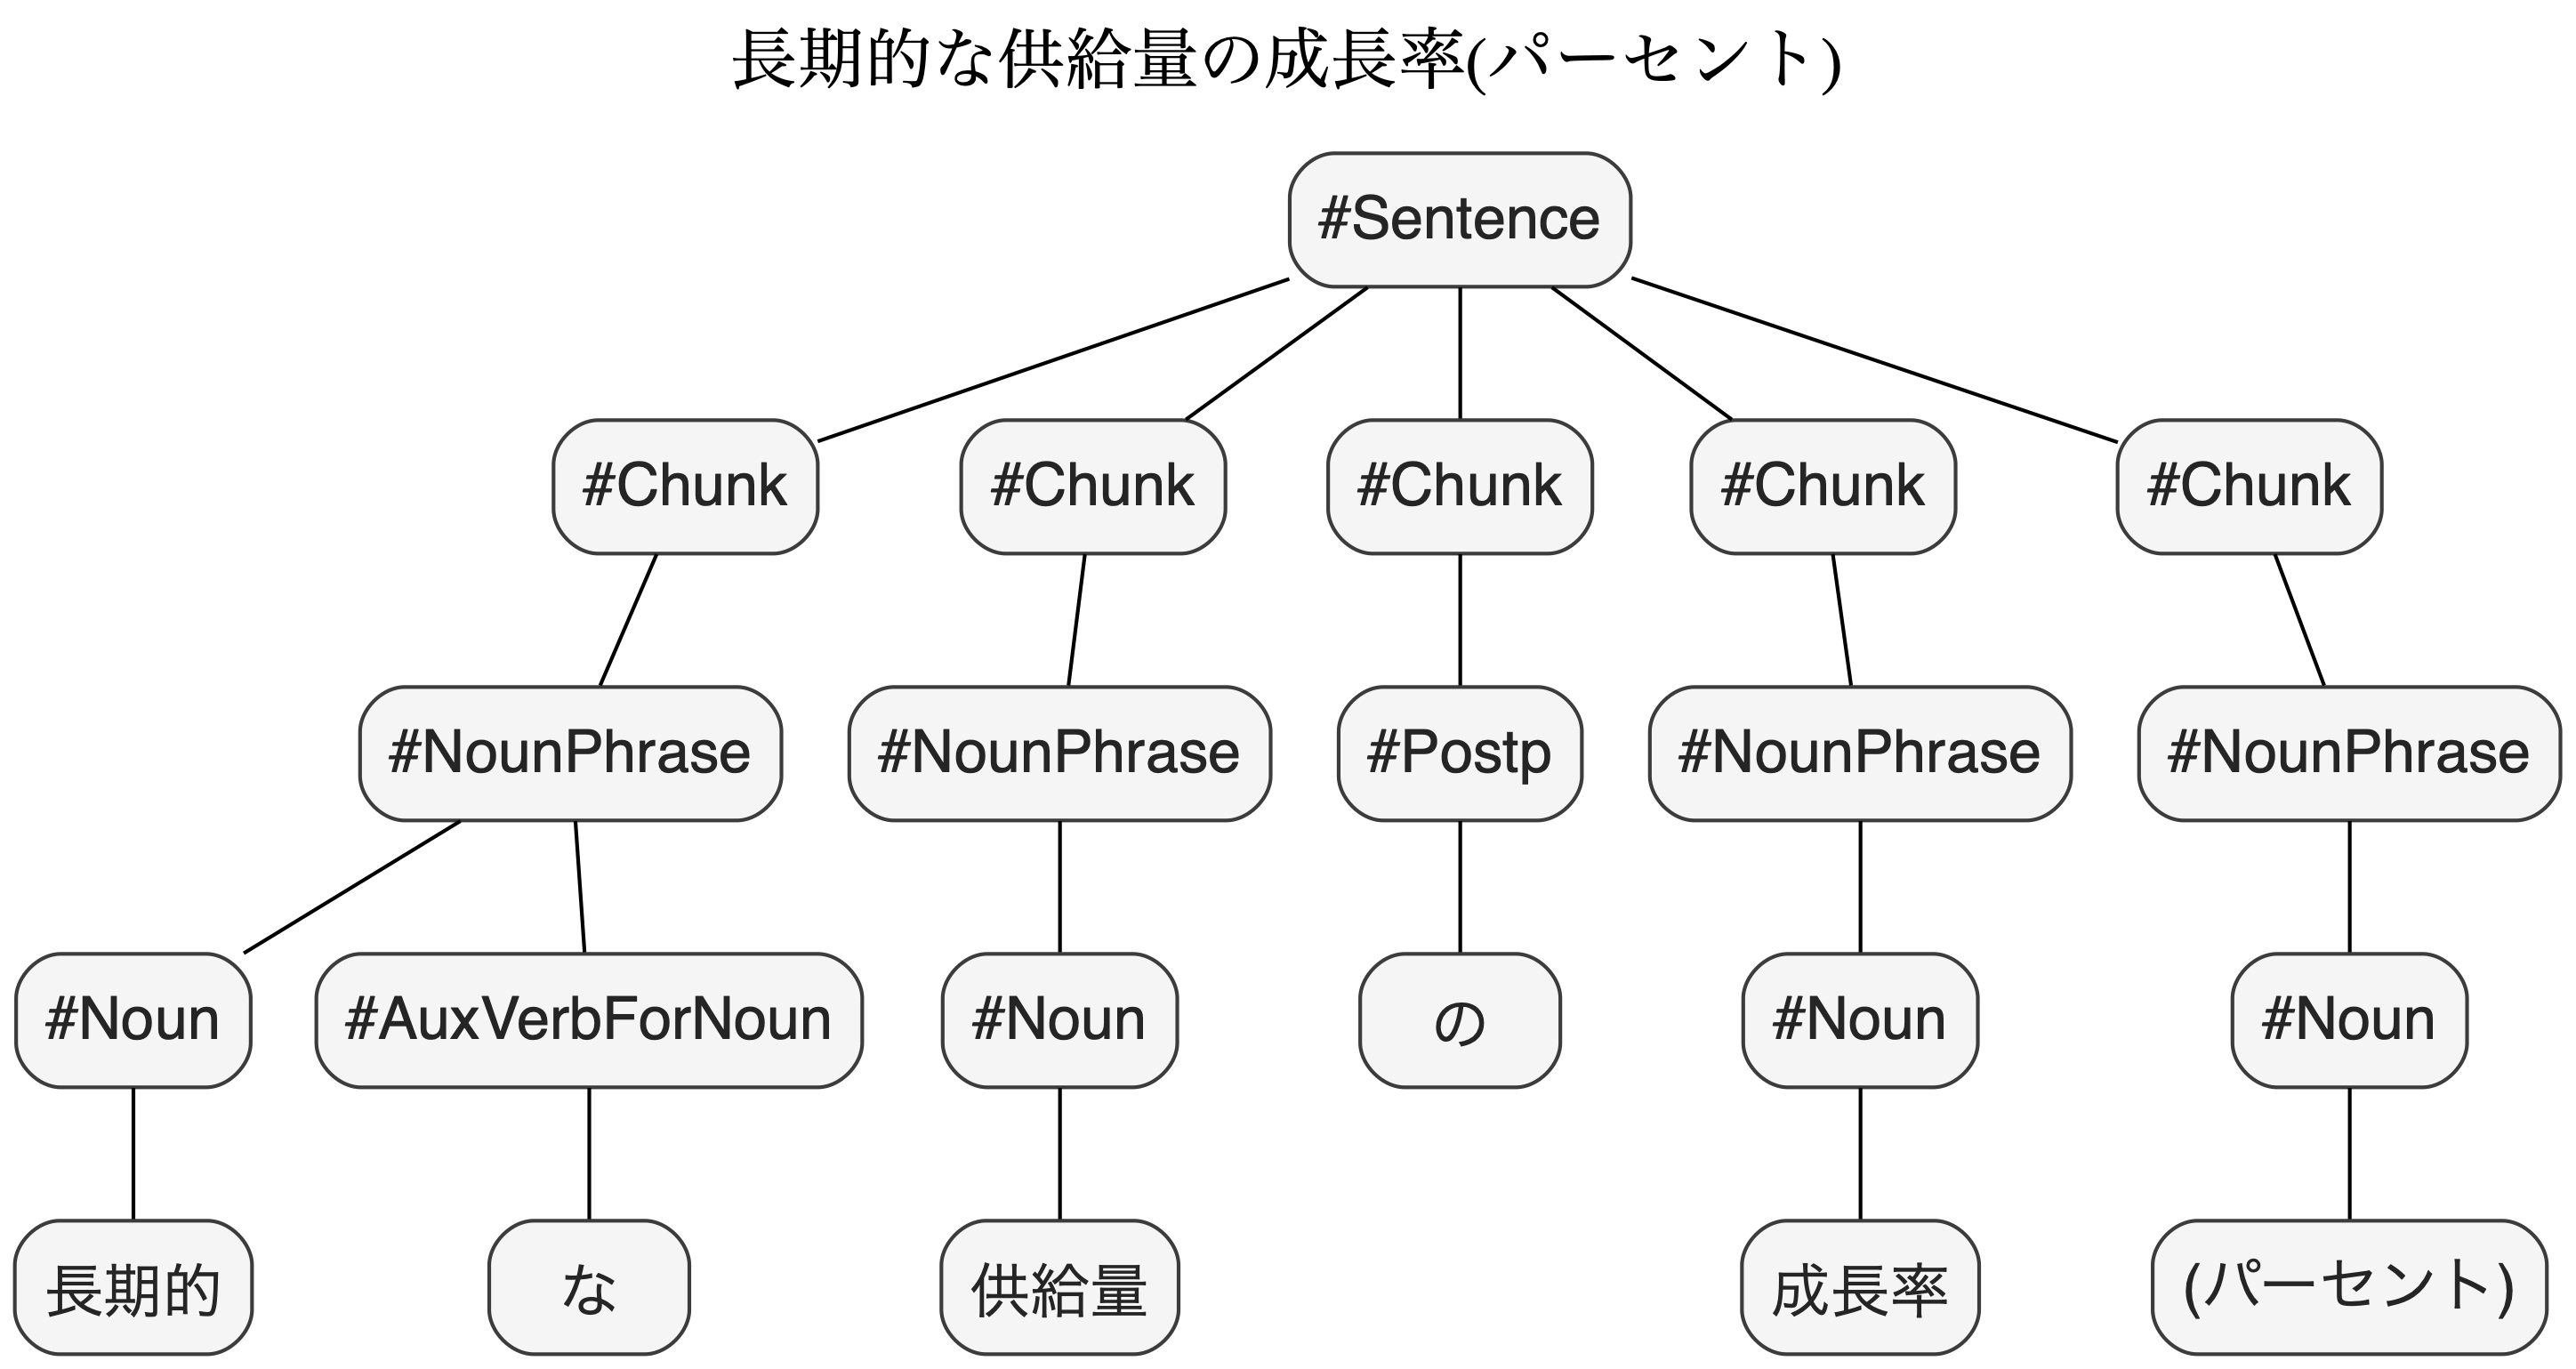 長期的な供給量の成長率(パーセント)
#Sentence
#Chunk #Chunk #Chunk #Chunk #Chunk
#NounPhrase #NounPhrase #Postp #NounPhrase #NounPhrase
#Noun #AuxVerbForNoun #Noun の #Noun #Noun
長期的 な 供給量 成長率 (パーセント)